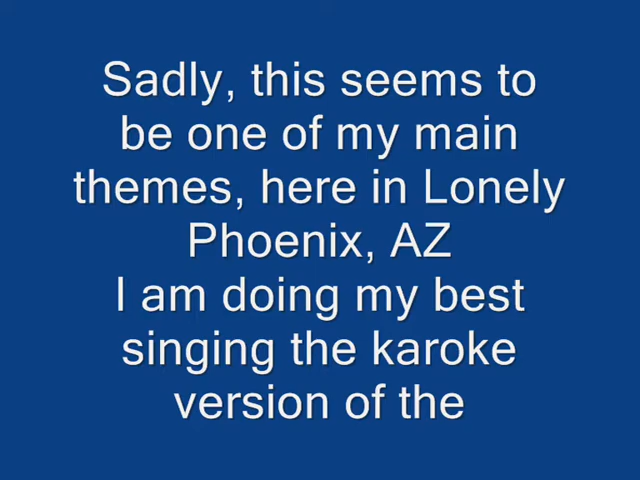 Sadly, this seems to
be one of my main
themes, here in Lonely
Phoenix, AZ
I am doing my best
singing the karoke
version of the